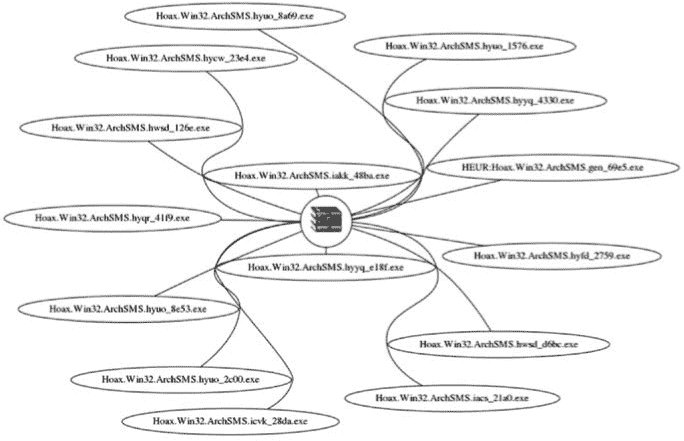 Hoax.Win32.ArchSMS.hyuo_8a69.exe
Hoax.Win32.ArchSMS.hyuo_1576.exe
Hoax.Win32.ArchSMS.hycw_23e4.exe
Hoax.Win32.ArchSMS.hyyq_4330.exe
Hoax.Win32.ArchSMS.hwsd_126e.exe
HEUR:Hoax.Win32.ArchSMS.gen_69e5.exe
Hoax.Win32.ArchSMS.iakk_48ba.exe
Hoax.Win32.ArchSMS.hyqr_41f9.exe
Hoax.Win32.ArchSMS.hyfd_2759.exe
Hoax.Win32.ArchSMS.hyyq_e18f.exe
Hoax.Win32.ArchSMS.hyuo_8e53.exe
Hoax.Win32.ArchSMS.hwsd_d6bc.exe
Hoax.Win32.ArchSMS.hyuo_2c00.exe
Hoax.Win32.ArchSMS.iacs_21a0.exe
Hoax.Win32.ArchSMS.icvk_28da.exe